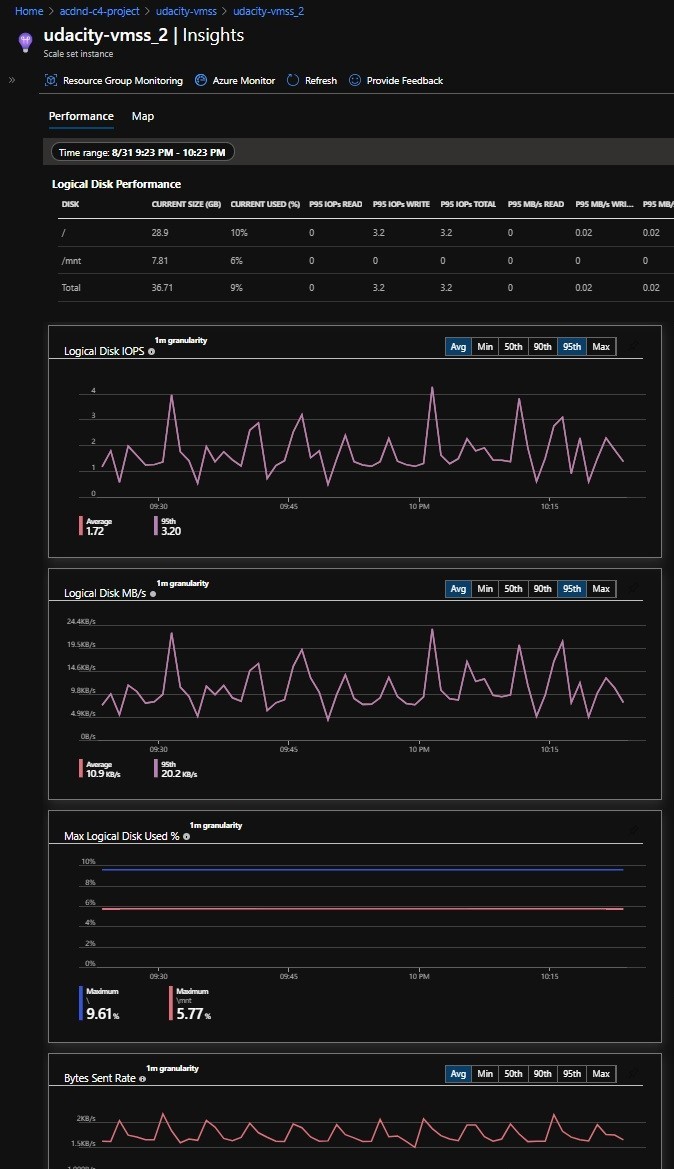 Home > acdnd-c4-project > udacity-vmss > udacity-vmss_2
udacity-vmss_2 | Insights
Scale set instance
» Resource Group Monitoring Azure Monitor Refresh Provide Feedback
Performance Map
Time range: 8/31 9:23 PM - 10:23 PM
Logical Disk Performance
DISK CURRENT SIZE (GB) CURRENT USED (%) P95 IOPs READ P95 IOPs WRITE P95 IOPs TOTAL P95 MB/s READ P95 MB/s WRI... P95 MB/
/ 28.9 10% 0 3.2 3.2 0 0.02 0.02
/mnt 7.81 6% 0 0 0 0 0 0
Total 36.71 9% 0 3.2 3.2 0 0.02 0.02
1m granularity
Logical Disk IOPS
Avg Min 50th 90th 95th Max
4
3
2
1
0
09:30 09:45 10 PM 10:15
Average 95th
1.72 3.20
1m granularity
Logical Disk MB/s
Avg Min 50th 90th 95th Max
24.4KB/s
19.5KB/s
14.6KB/s
9.8KB/s
4.9KB/s
0B/s
09:30 09:45 10 PM 10:15
Average 95th
10.9 KB/s 20.2 KB/s
1m granularity
Max Logical Disk Used %
10%
8%
6%
4%
2%
0%
09:30 09:45 10 PM 10:15
Maximum Maximum
\ \mnt
9.61 % 5.77 %
1m granularity
Bytes Sent Rate
Avg Min 50th 90th 95th Max
2KB/s
1.5KB/s